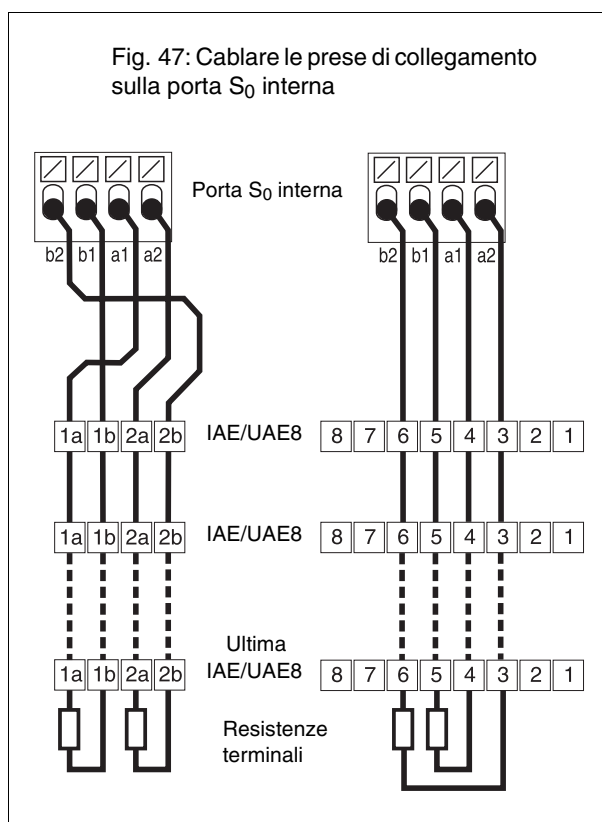 Fig. 47: Cablare le prese di collegamento
sulla porta S0 interna
Porta S0 interna
b2 b1 a1 a2
b2 b1 a1 a2
1a 1b 2a 2b
IAE/UAE8
8 7 6 5 4 3 2 1
1a 1b 2a 2b
IAE/UAE8
8 7 6 5 4 3 2 1
Ultima
IAE/UAE8
1a 1b 2a 2b
8 7 6 5 4 3 2 1
Resistenze
terminali